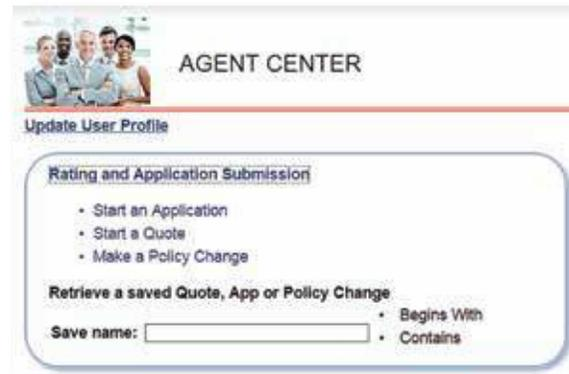 AGENT CENTER
Update User Profile
Rating and Application Submission
• Start an Application
• Start a Quote
• Make a Policy Change
Retrieve a saved Quote, App or Policy Change
Save name:
• Begins With
• Contains